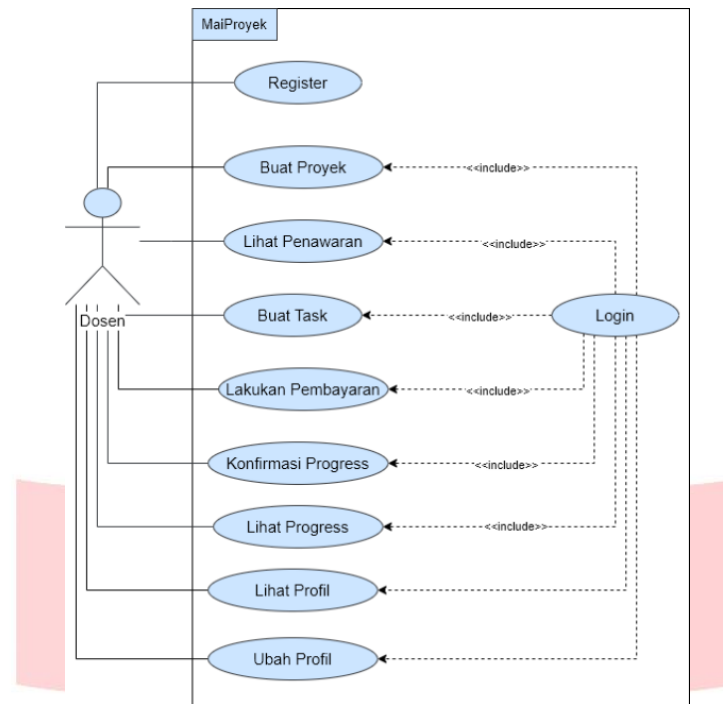 MaiProyek
Register
Buat Proyek
<<include>>
Lihat Penawaran
<<include>>
Dosen
Buat Task
<<include>>
Login
Lakukan Pembayaran
<<include>>
Konfirmasi Progress
<<include>>
Lihat Progress
<<include>>
Lihat Profil
Ubah Profil